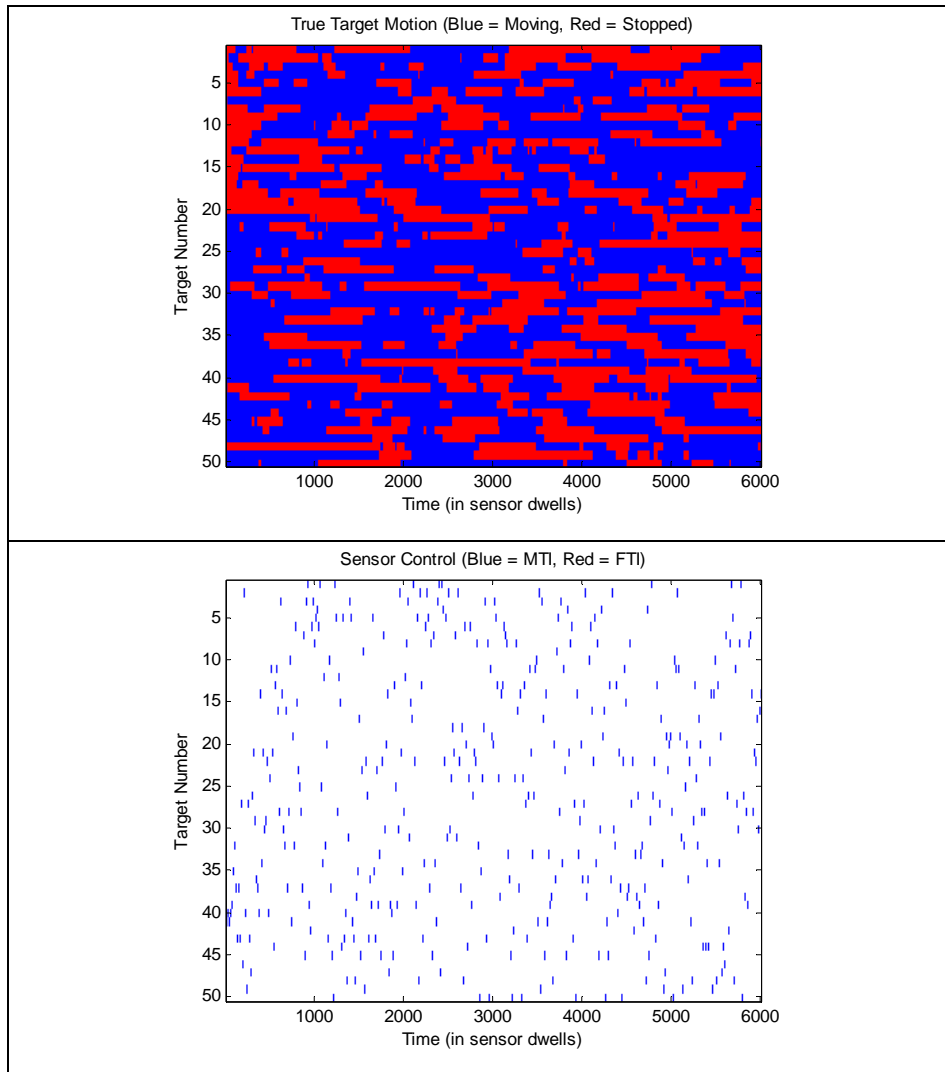 True Target Motion (Blue = Moving, Red = Stopped)
5
10
15
20
25
30
35
40
45
50
Target Number
1000 2000 3000 4000 5000 6000
Time (in sensor dwells)
Sensor Control (Blue = MTI, Red = FTI)
5
10
15
20
25
30
35
40
45
50
Target Number
1000 2000 3000 4000 5000 6000
Time (in sensor dwells)